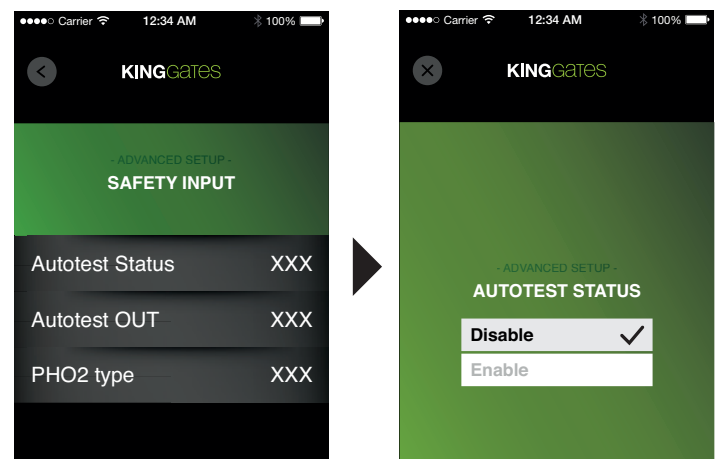 Carrier 12:34 AM 100%
KINGGATES
- ADVANCED SETUP -
SAFETY INPUT
Autotest Status XXX
Autotest OUT XXX
PHO2 type XXX
Carrier 12:34 AM 100%
KINGGATES
- ADVANCED SETUP -
AUTOTEST STATUS
Disable
Enable